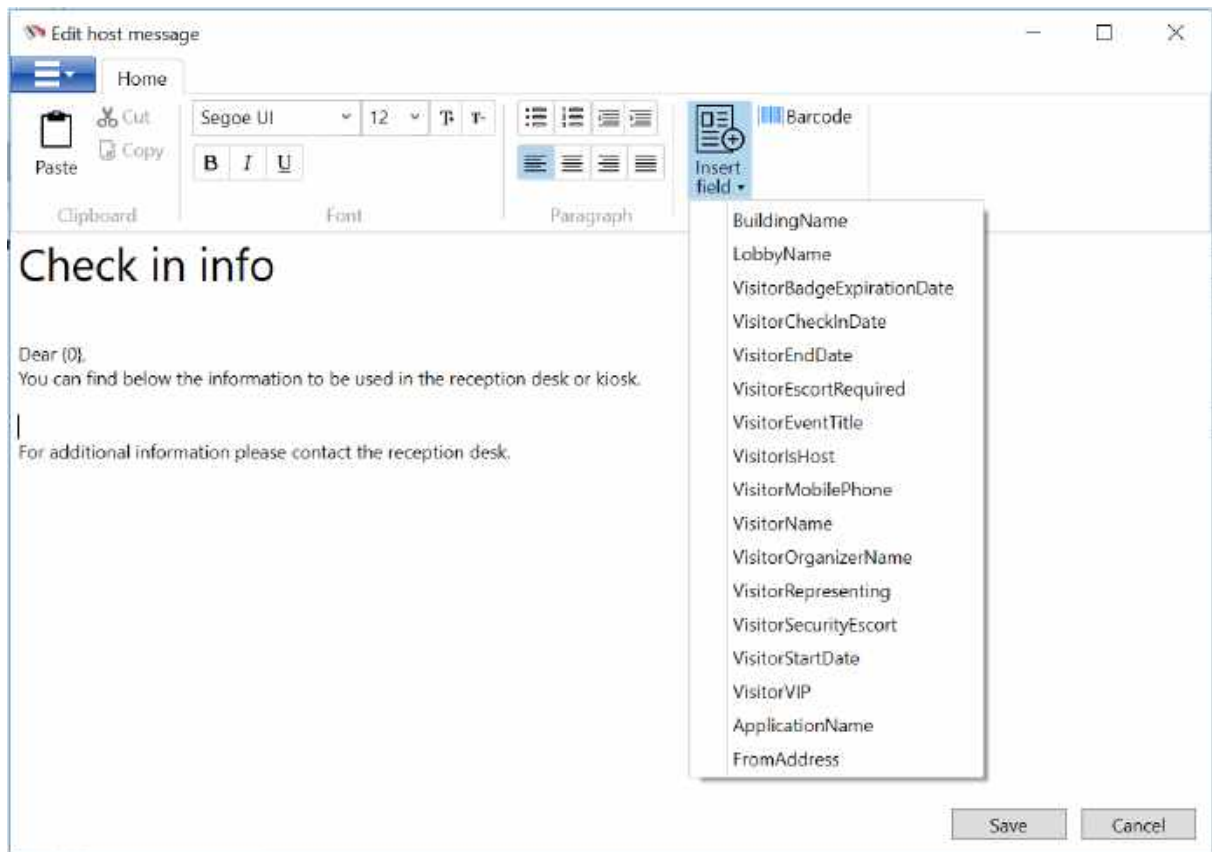 Edit host message
Home
Paste
Cut
Copy
Clipboard
Segoe UI
12
B I U
Font
Paragraph
Insert
field
Barcode
BuildingName
LobbyName
VisitorBadgeExpirationDate
VisitorCheckInDate
VisitorEndDate
VisitorEscortRequired
VisitorEventTitle
VisitorIsHost
VisitorMobilePhone
VisitorName
VisitorOrganizerName
VisitorRepresenting
VisitorSecurityEscort
VisitorStartDate
VisitorVIP
ApplicationName
FromAddress
Check in info
Dear {0},
You can find below the information to be used in the reception desk or kiosk.
For additional information please contact the reception desk.
Save
Cancel